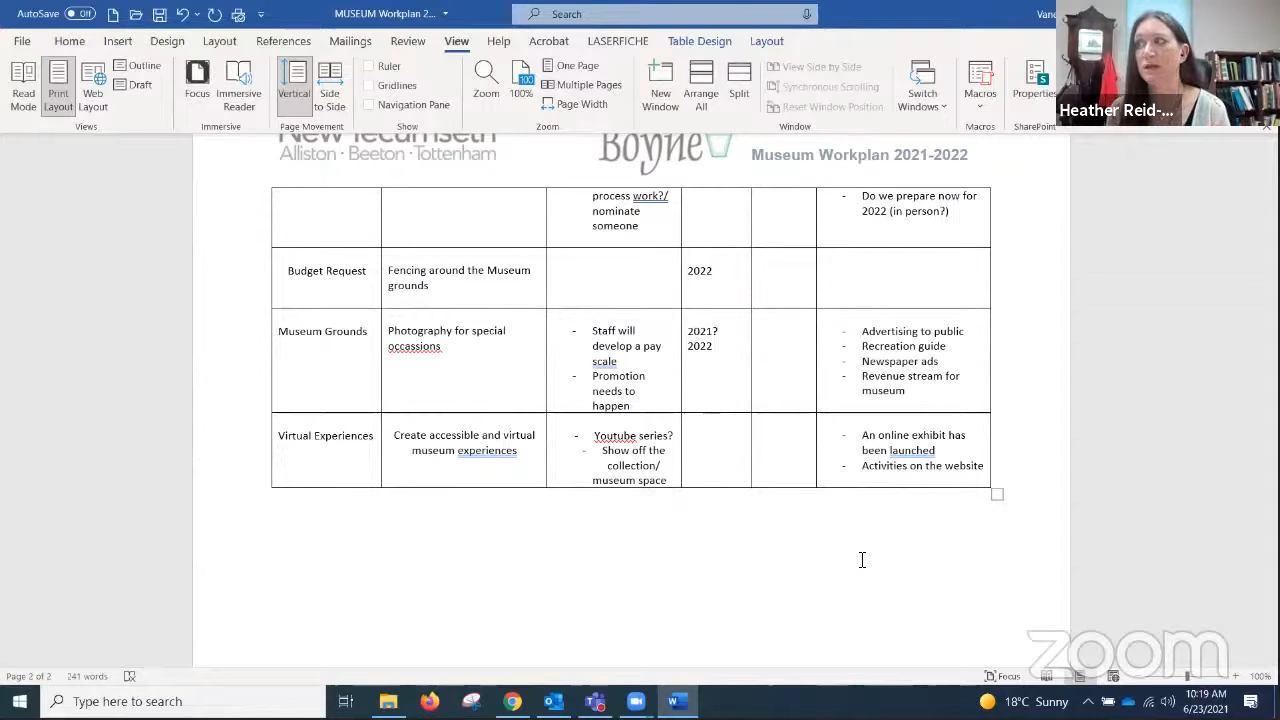 AutoSave Off MUSEUM WORKPLAN 2... Search
File Home Insert Design Layout References Mailings Review View Help Acrobat LASERFICHE Table Design Layout
Read Mode
Print Layout
Web Layout
Outline
Draft
Views
Focus
Immersive Reader
Immersive
Vertical
Side to Side
Page Movement
Ruler
Gridlines
Navigation Pane
Show
Zoom
100
100%
One Page
Multiple Pages
Page Width
Zoom
New Window
Arrange All
Split
View Side by Side
Synchronous Scrolling
Reset Window Position
Window
Switch Windows
Macros
Macros
Properties
SharePoint
Heather Reid-...
New Tecumseth
Alliston · Beeton · Tottenham
Boyne
Museum Workplan 2021-2022
process work?/
nominate
someone
- Do we prepare now for
2022 (in person?)
Budget Request
Fencing around the Museum
grounds
2022
Museum Grounds
Photography for special
occassions
- Staff will
develop a pay
scale
- Promotion
needs to
happen
2021?
2022
- Advertising to public
- Recreation guide
- Newspaper ads
- Revenue stream for
museum
Virtual Experiences
Create accessible and virtual
museum experiences
- Youtube series?
- Show off the
collection/
museum space
- An online exhibit has
been launched
- Activities on the website
zoom
Page 2 of 2 241 words Focus 100%
Type here to search
18°C Sunny
10:19 AM
6/23/2021